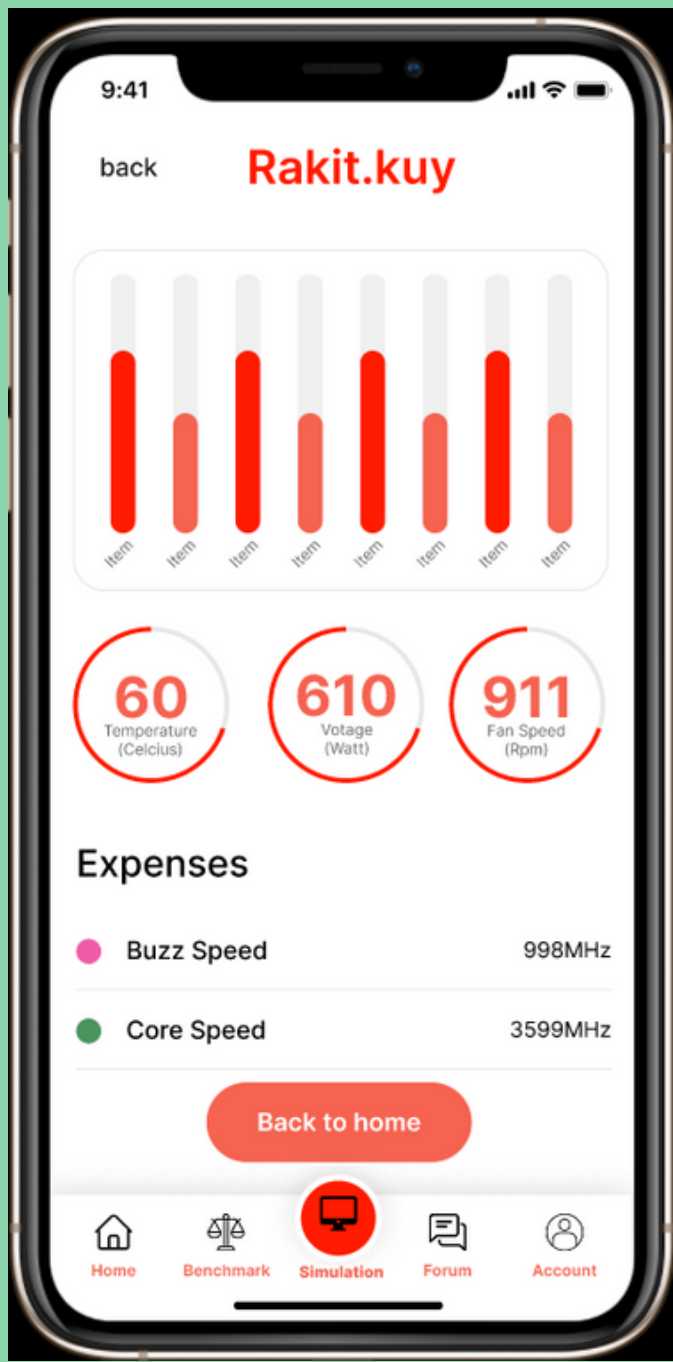 9:41
back
Rakit.kuy
Item
Item
Item
Item
Item
Item
Item
Item
60
Temperature
(Celcius)
610
Votage
(Watt)
911
Fan Speed
(Rpm)
Expenses
Buzz Speed 998MHz
Core Speed 3599MHz
Back to home
Home
Benchmark
Simulation
Forum
Account